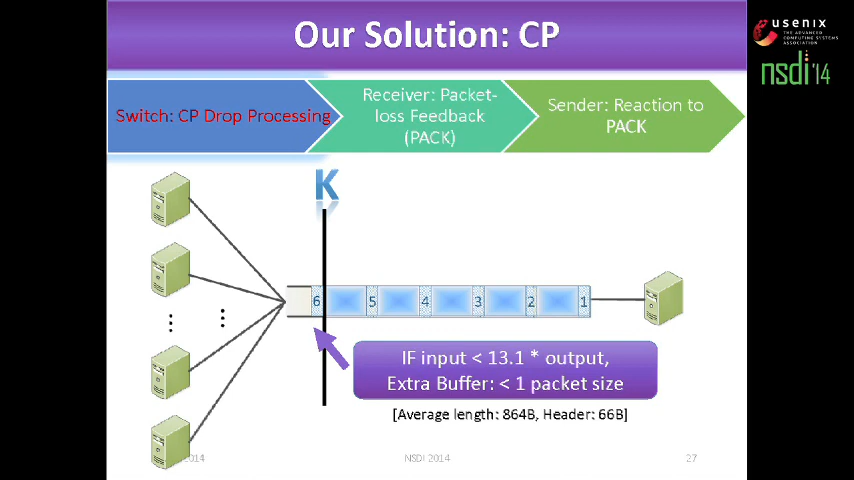 Our Solution: CP
usenix
THE ADVANCED
COMPUTING SYSTEMS
ASSOCIATION
nsdi '14
Switch: CP Drop Processing
Receiver: Packet-
loss Feedback
(PACK)
Sender: Reaction to
PACK
K
6 5 4 3 2 1
IF input < 13.1 * output,
Extra Buffer: < 1 packet size
[Average length: 864B, Header: 66B]
2014
NSDI 2014
27